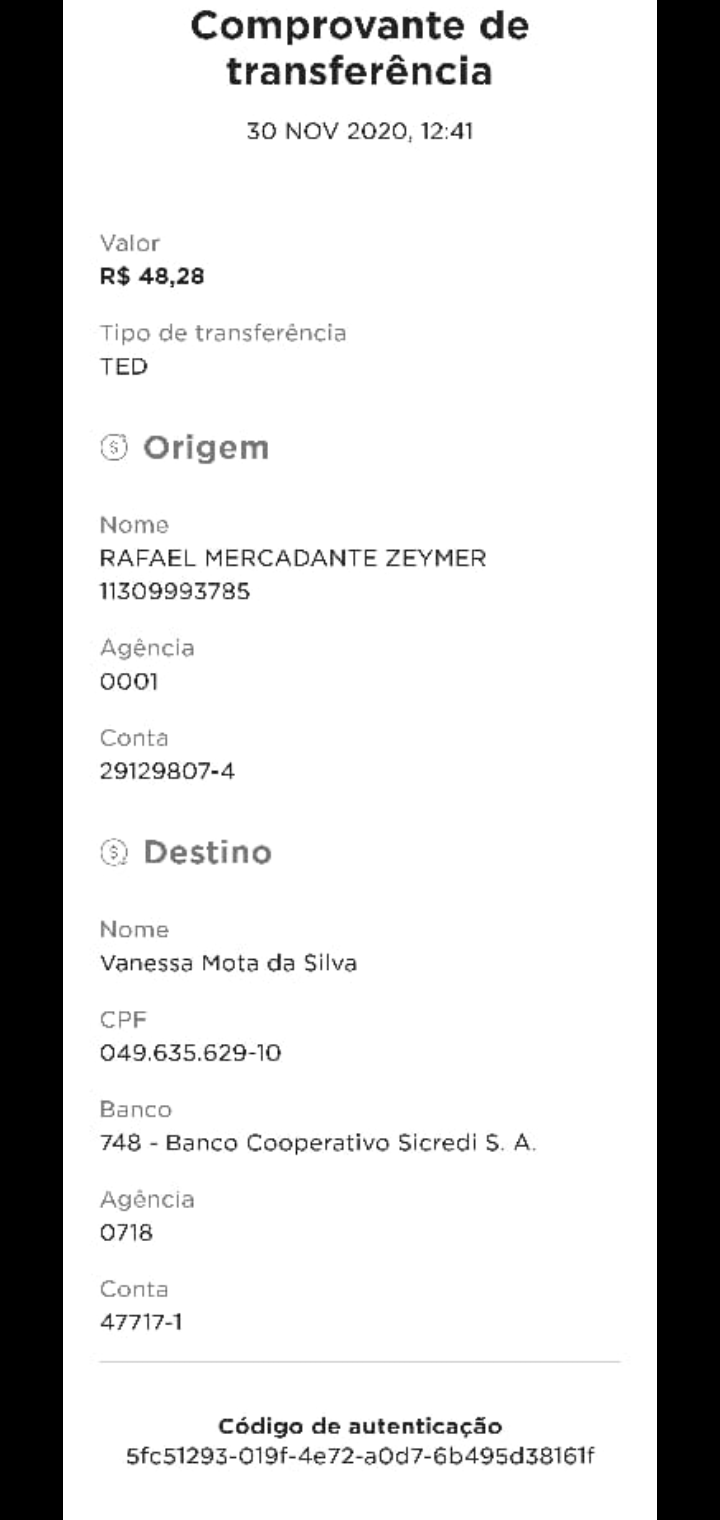 Comprovante de
transferência
30 NOV 2020, 12:41
Valor
R$ 48,28
Tipo de transferência
TED
Origem
Nome
RAFAEL MERCADANTE ZEYMER
11309993785
Agência
0001
Conta
29129807-4
Destino
Nome
Vanessa Mota da Silva
CPF
049.635.629-10
Banco
748 - Banco Cooperativo Sicredi S. A.
Agência
0718
Conta
47717-1
Código de autenticação
5fc51293-019f-4e72-a0d7-6b495d38161f